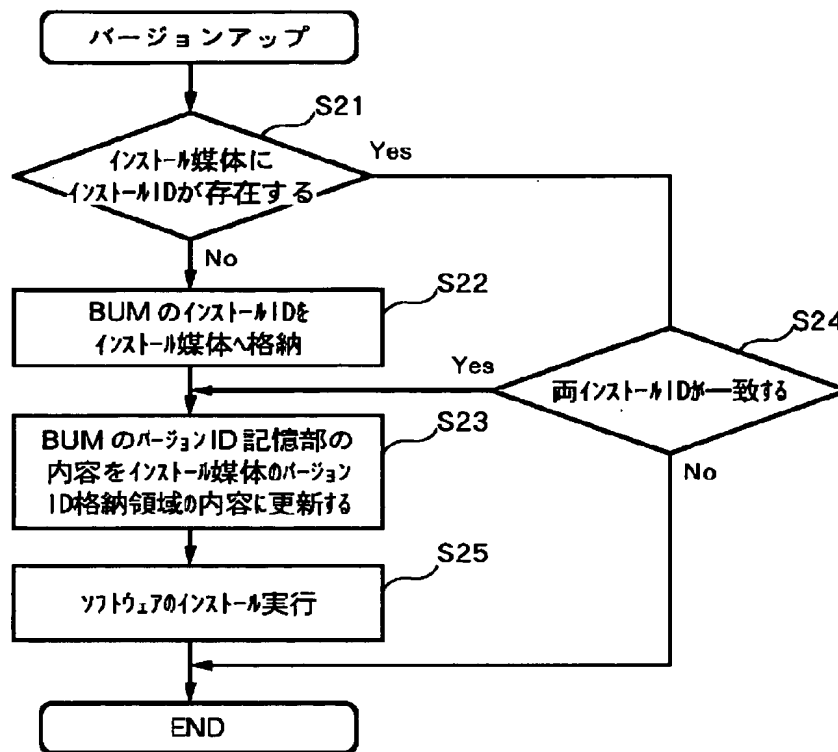 バージョンアップ
S21
インストール媒体に
インストールIDが存在する
Yes
No
S22
BUMのインストールIDを
インストール媒体へ格納
S24
Yes
両インストールIDが一致する
S23
No
BUMのバージョンID記憶部の
内容をインストール媒体のバージョン
ID格納領域の内容に更新する
S25
ソフトウェアのインストール実行
END